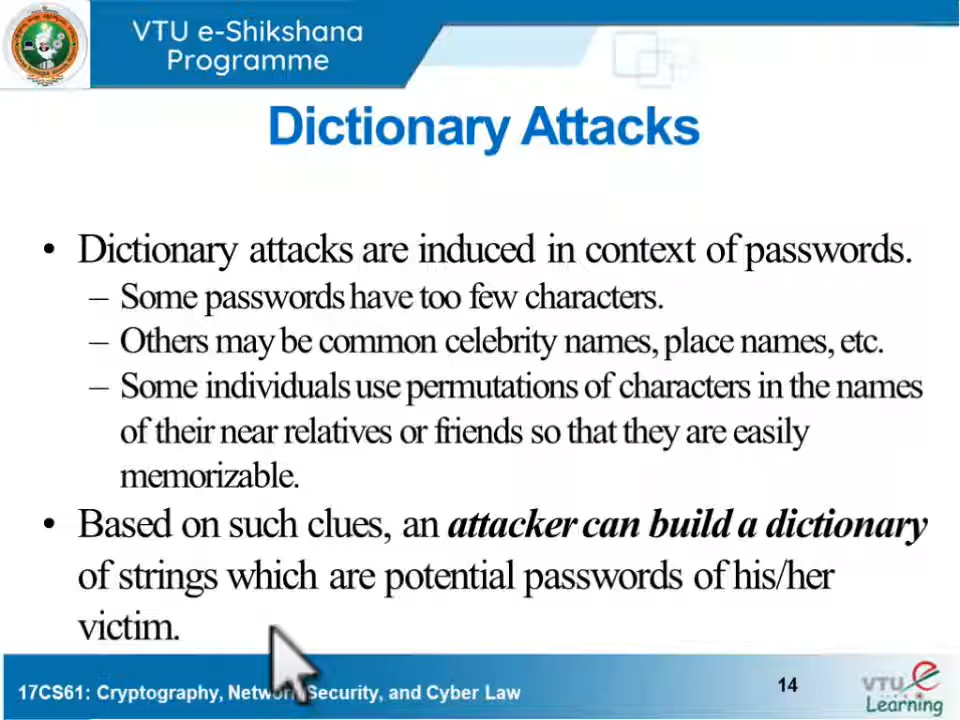 VTU e-Shikshana
Programme
Dictionary Attacks
• Dictionary attacks are induced in context of passwords.
– Some passwords have too few characters.
– Others may be common celebrity names, place names, etc.
– Some individuals use permutations of characters in the names
of their near relatives or friends so that they are easily
memorizable.
• Based on such clues, an attacker can build a dictionary
of strings which are potential passwords of his/her
victim.
17CS61: Cryptography, Network Security, and Cyber Law
14
VTU e
Learning